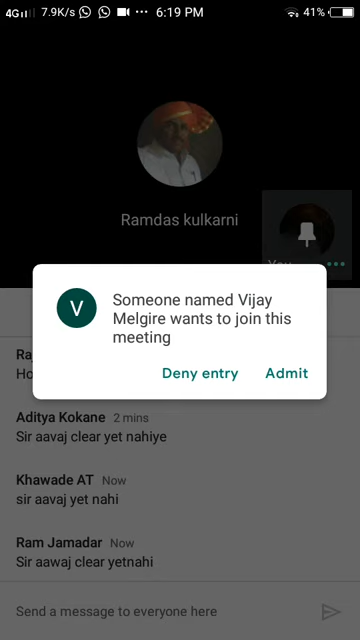 4G 7.9K/s 6:19 PM 41%
Ramdas kulkarni
V
Someone named Vijay
Melgire wants to join this
meeting
Deny entry Admit
Aditya Kokane 2 mins
Sir aavaj clear yet nahiye
Khawade AT Now
sir aavaj yet nahi
Ram Jamadar Now
Sir aawaj clear yetnahi
Send a message to everyone here